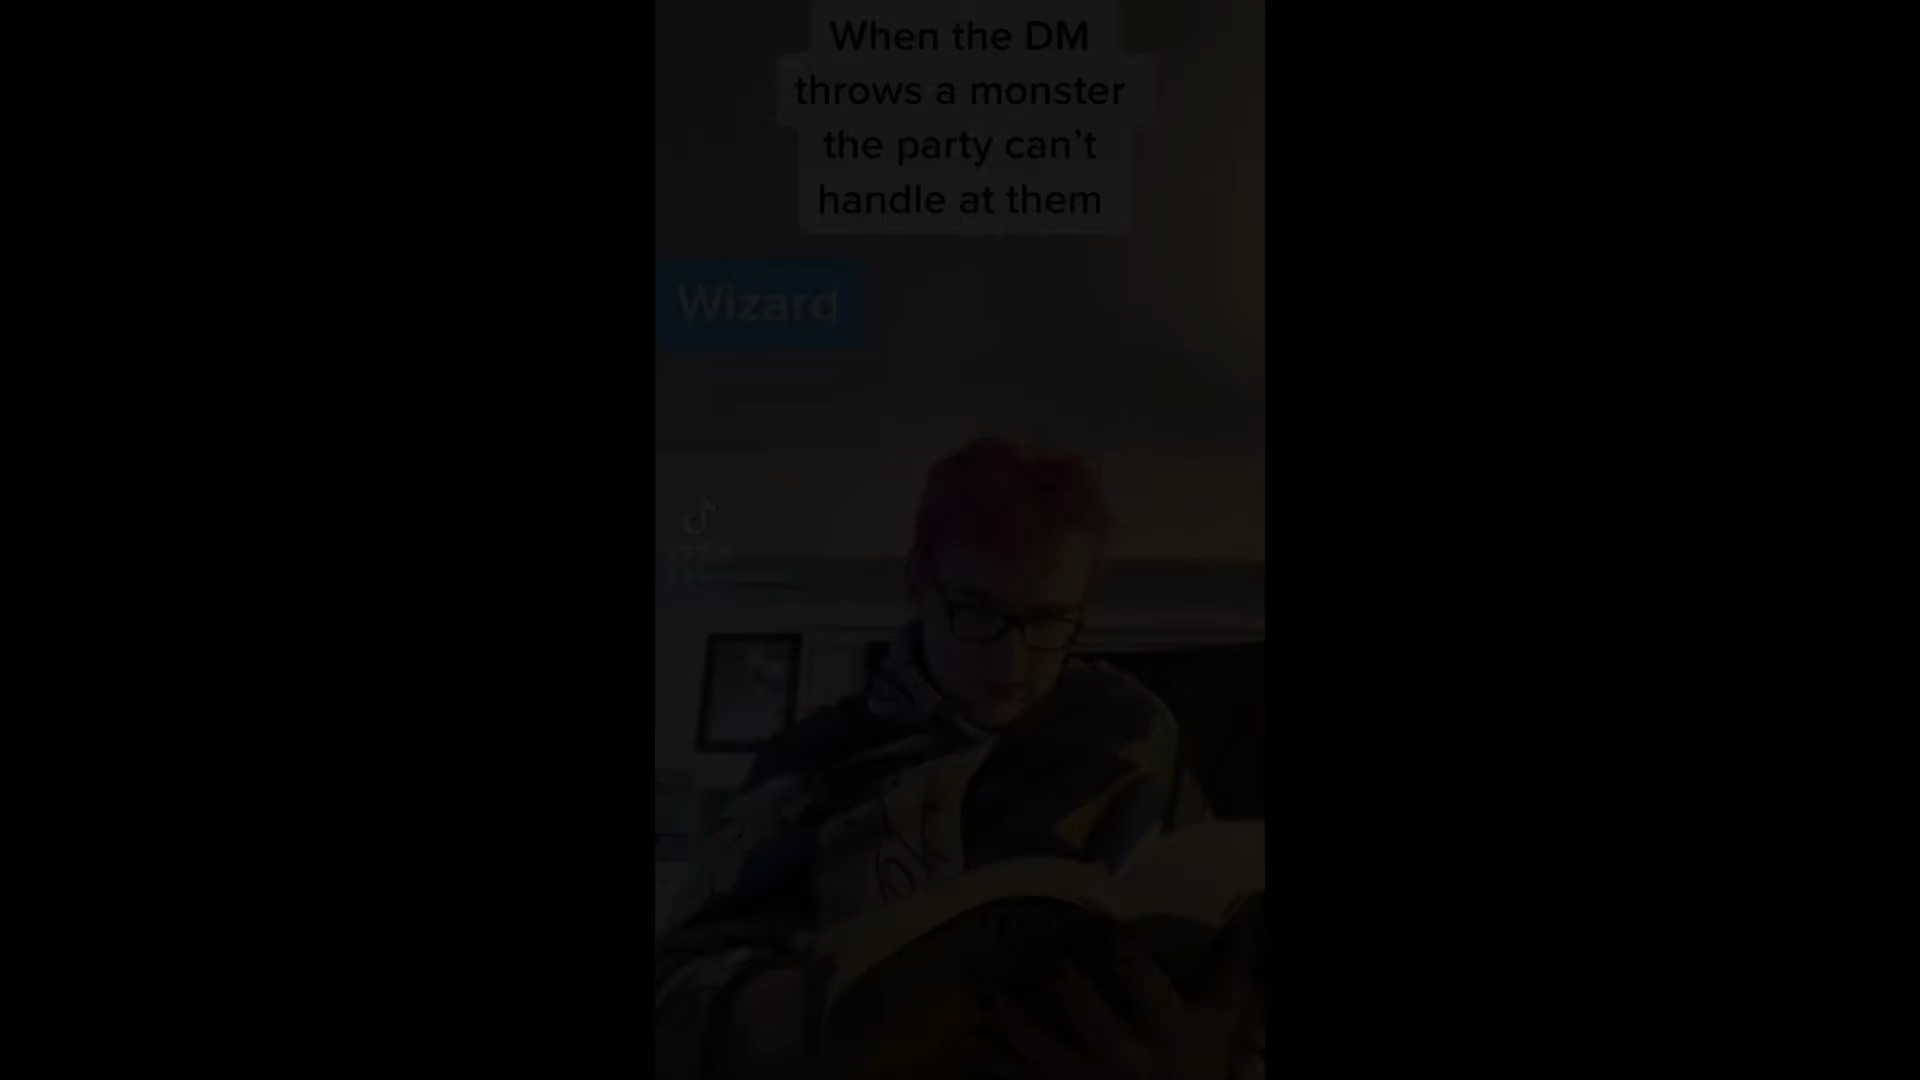 When the DM
throws a monster
the party can’t
handle at them
Wizard